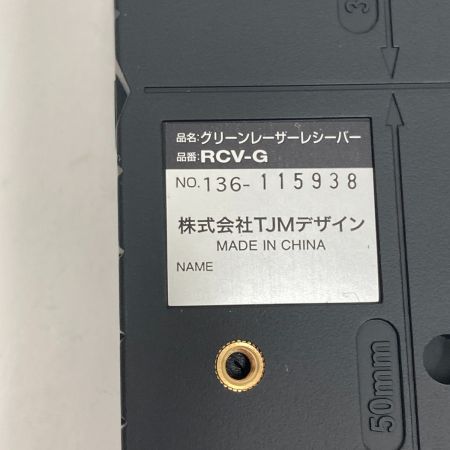 3
品名:グリーンレーザーレシーバー
品番:RCV-G
NO.136-115938
株式会社TJMデザイン
MADE IN CHINA
NAME
50mm